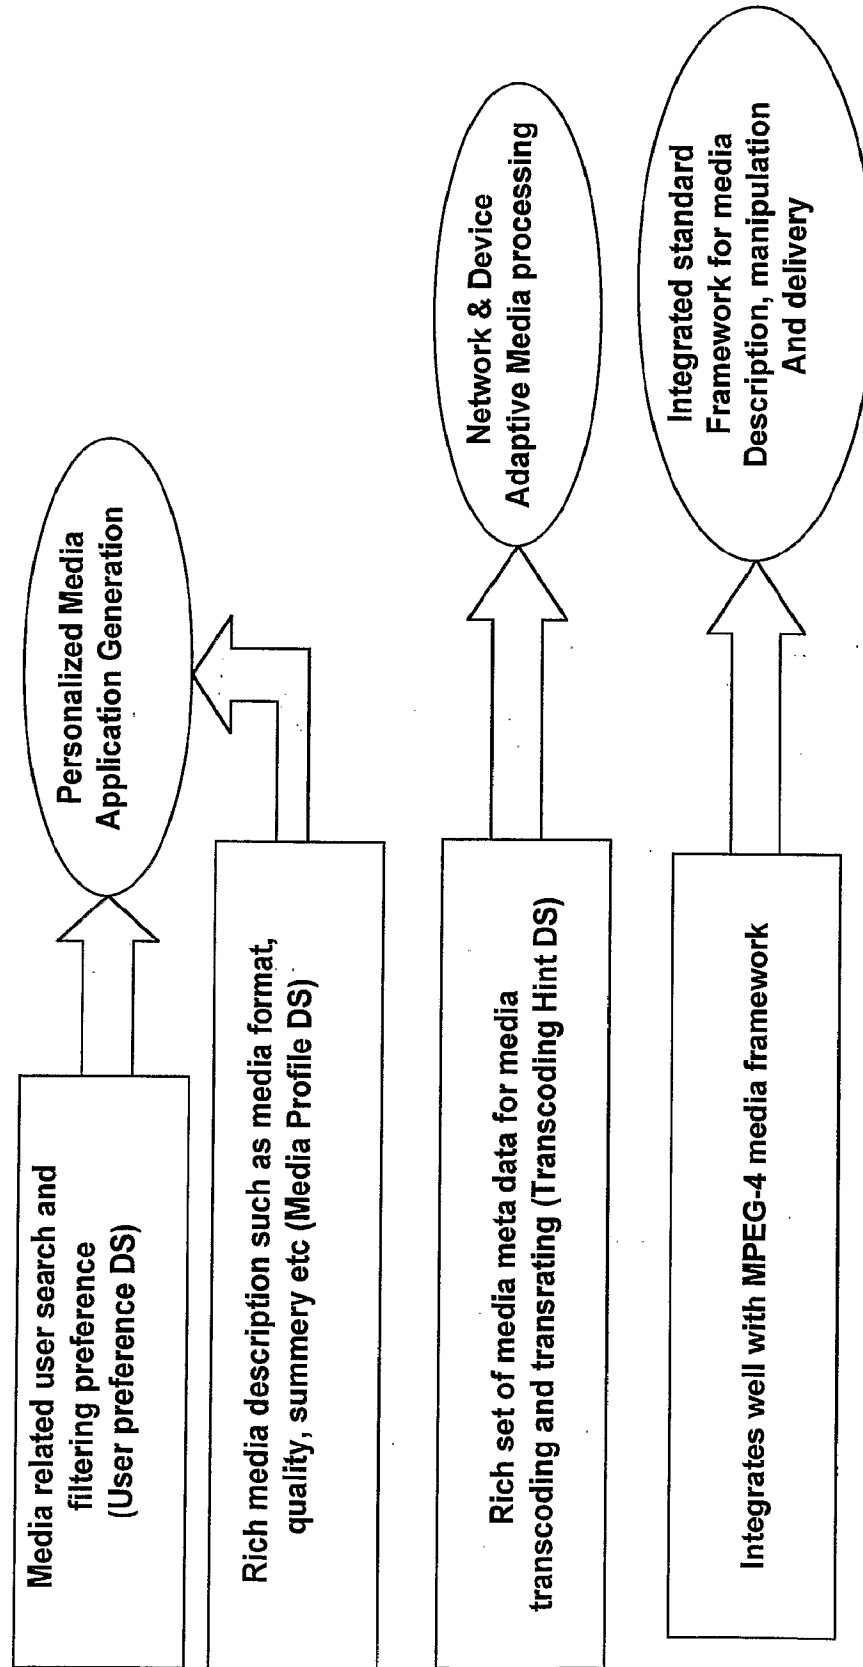 Media related user search and
filtering preference
(User preference DS)
Personalized Media
Application Generation
Rich media description such as media format,
quality, summery etc (Media Profile DS)
Rich set of media meta data for media
transcoding and transrating (Transcoding Hint DS)
Network & Device
Adaptive Media processing
Integrates well with MPEG-4 media framework
Integrated standard
Framework for media
Description, manipulation
And delivery